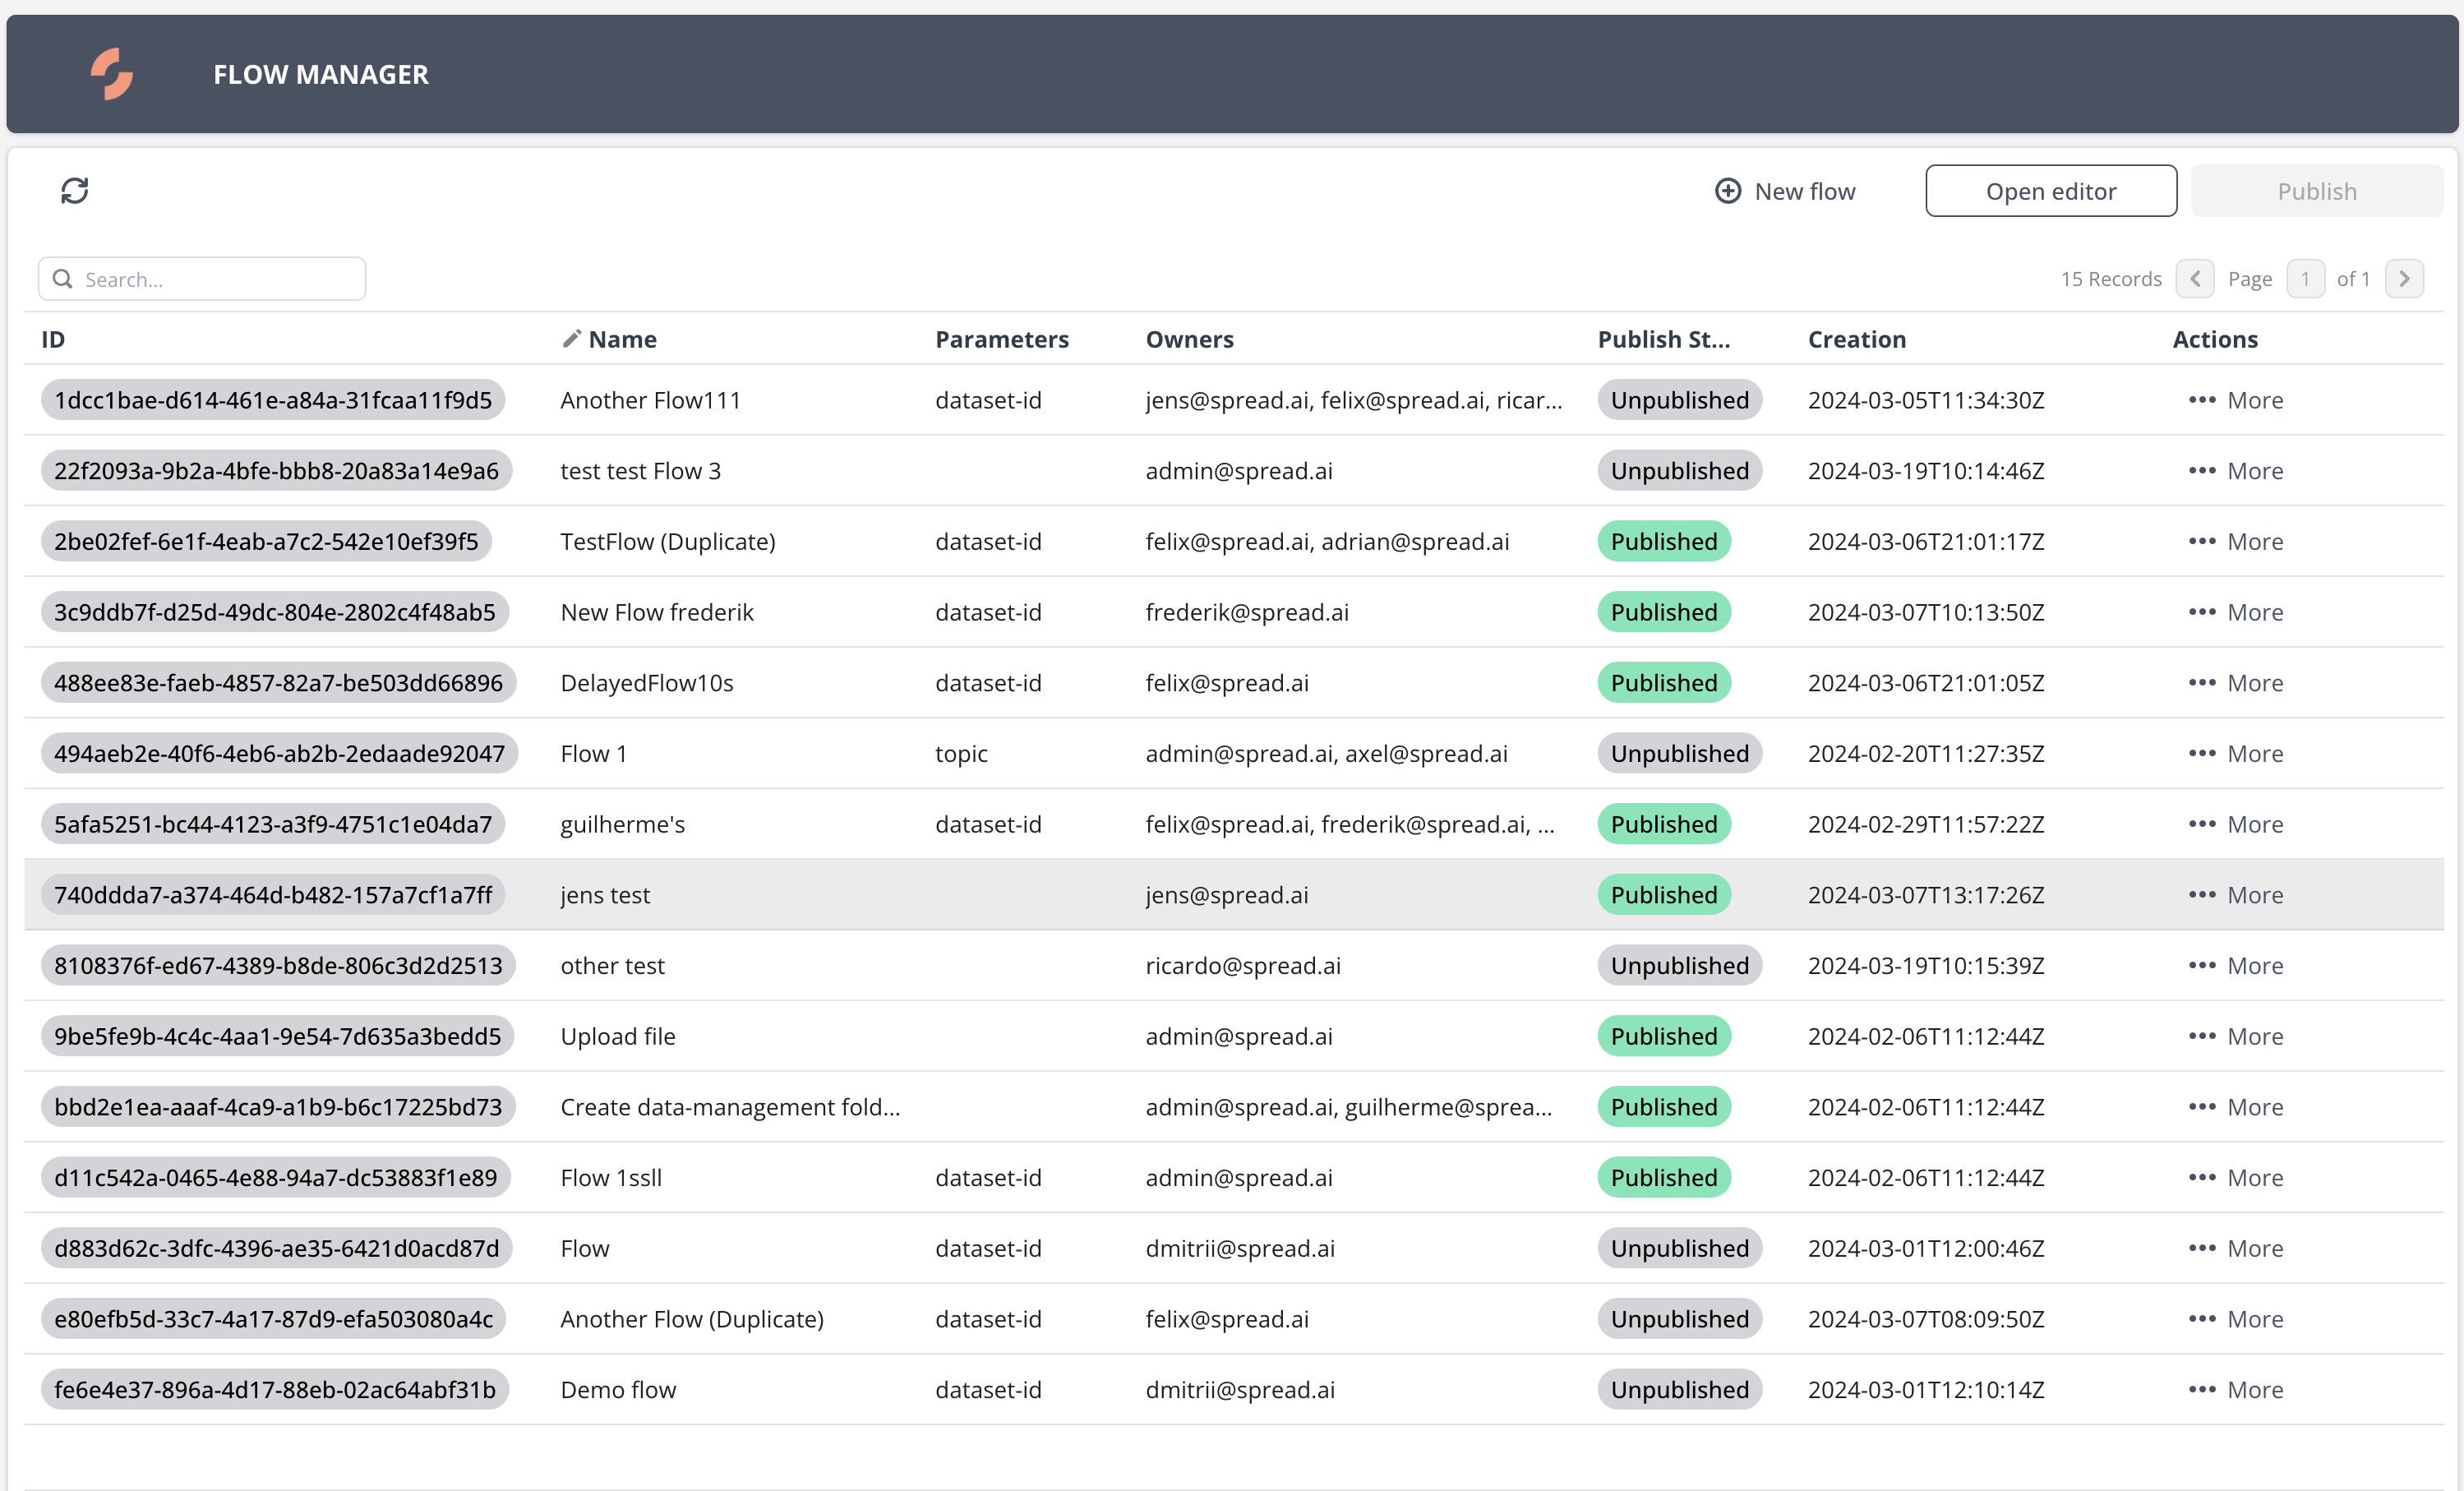 FLOW MANAGER
New flow Open editor Publish
Search... 15 Records Page 1 of 1
ID Name Parameters Owners Publish St... Creation Actions
1dcc1bae-d614-461e-a84a-31fcaa11f9d5 Another Flow111 dataset-id jens@spread.ai, felix@spread.ai, ricar... Unpublished 2024-03-05T11:34:30Z More
22f2093a-9b2a-4bfe-bbb8-20a83a14e9a6 test test Flow 3 admin@spread.ai Unpublished 2024-03-19T10:14:46Z More
2be02fef-6e1f-4eab-a7c2-542e10ef39f5 TestFlow (Duplicate) dataset-id felix@spread.ai, adrian@spread.ai Published 2024-03-06T21:01:17Z More
3c9ddb7f-d25d-49dc-804e-2802c4f48ab5 New Flow frederik dataset-id frederik@spread.ai Published 2024-03-07T10:13:50Z More
488ee83e-faeb-4857-82a7-be503dd66896 DelayedFlow10s dataset-id felix@spread.ai Published 2024-03-06T21:01:05Z More
494aeb2e-40f6-4eb6-ab2b-2edaade92047 Flow 1 topic admin@spread.ai, axel@spread.ai Unpublished 2024-02-20T11:27:35Z More
5afa5251-bc44-4123-a3f9-4751c1e04da7 guilherme's dataset-id felix@spread.ai, frederik@spread.ai, ... Published 2024-02-29T11:57:22Z More
740ddda7-a374-464d-b482-157a7cf1a7ff jens test jens@spread.ai Published 2024-03-07T13:17:26Z More
8108376f-ed67-4389-b8de-806c3d2d2513 other test ricardo@spread.ai Unpublished 2024-03-19T10:15:39Z More
9be5fe9b-4c4c-4aa1-9e54-7d635a3bedd5 Upload file admin@spread.ai Published 2024-02-06T11:12:44Z More
bbd2e1ea-aaaf-4ca9-a1b9-b6c17225bd73 Create data-management fold... admin@spread.ai, guilherme@sprea... Published 2024-02-06T11:12:44Z More
d11c542a-0465-4e88-94a7-dc53883f1e89 Flow 1ssll dataset-id admin@spread.ai Published 2024-02-06T11:12:44Z More
d883d62c-3dfc-4396-ae35-6421d0acd87d Flow dataset-id dmitrii@spread.ai Unpublished 2024-03-01T12:00:46Z More
e80efb5d-33c7-4a17-87d9-efa503080a4c Another Flow (Duplicate) dataset-id felix@spread.ai Unpublished 2024-03-07T08:09:50Z More
fe6e4e37-896a-4d17-88eb-02ac64abf31b Demo flow dataset-id dmitrii@spread.ai Unpublished 2024-03-01T12:10:14Z More